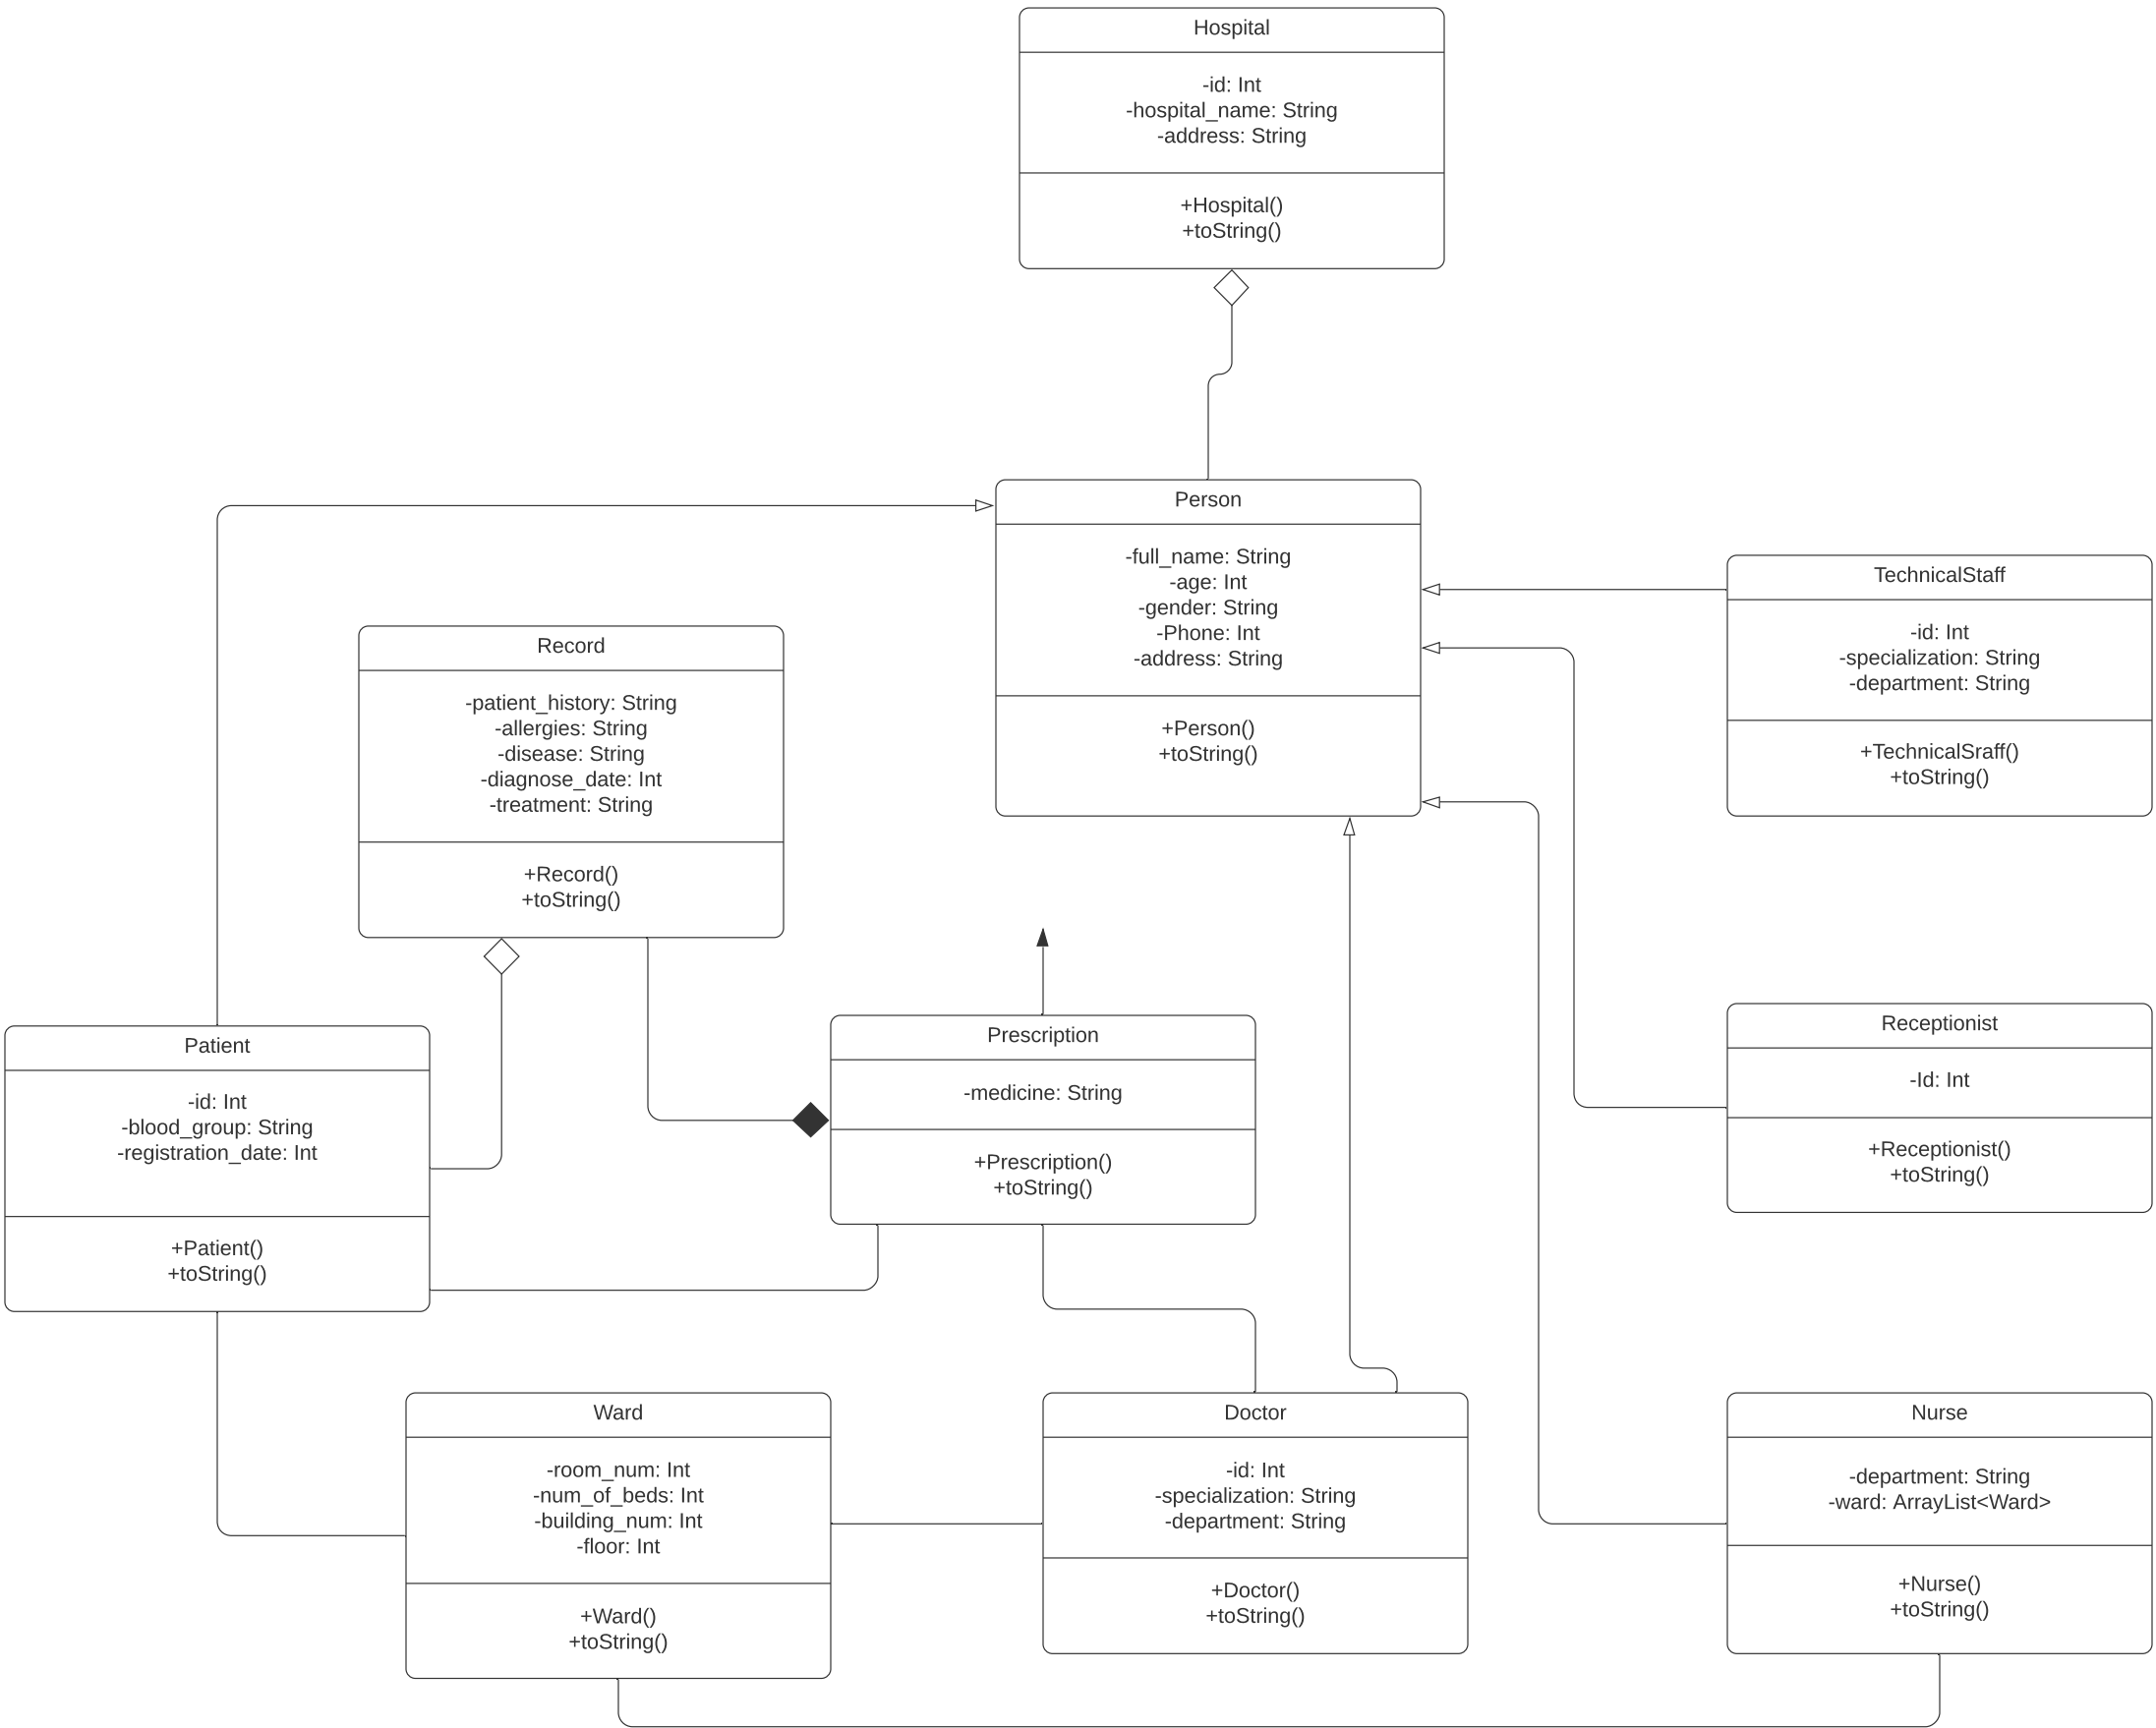 Hospital
-id: Int
-hospital_name: String
-address: String
+Hospital()
+toString()
Person
-full_name: String
-age: Int
-gender: String
-Phone: Int
-address: String
+Person()
+toString()
TechnicalStaff
-id: Int
-specialization: String
-department: String
+TechnicalSraff()
+toString()
Record
-patient_history: String
-allergies: String
-disease: String
-diagnose_date: Int
-treatment: String
+Record()
+toString()
Patient
-id: Int
-blood_group: String
-registration_date: Int
+Patient()
+toString()
Prescription
-medicine: String
+Prescription()
+toString()
Receptionist
-Id: Int
+Receptionist()
+toString()
Ward
-room_num: Int
-num_of_beds: Int
-building_num: Int
-floor: Int
+Ward()
+toString()
Doctor
-id: Int
-specialization: String
-department: String
+Doctor()
+toString()
Nurse
-department: String
-ward: ArrayList<Ward>
+Nurse()
+toString()